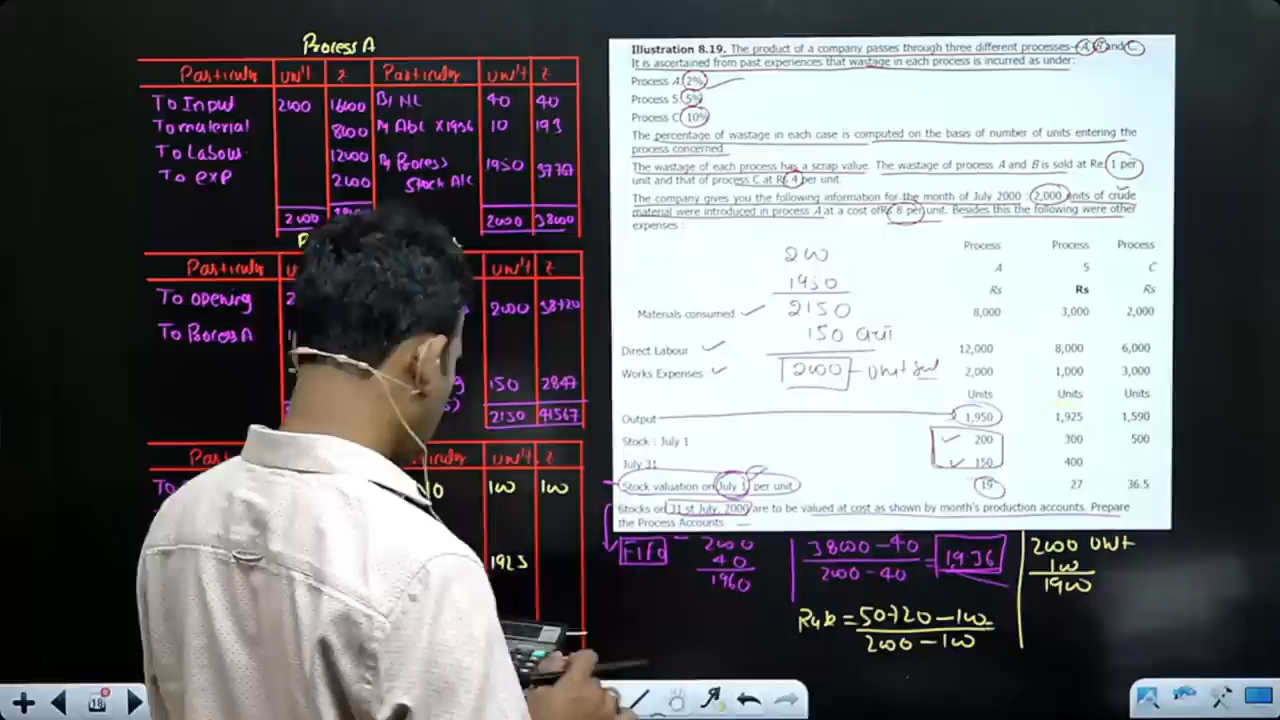 Process A
Particulars Unit ₹ Particulars Unit ₹
To Input 2000 16000 By NL 40 40
To material 8000 By Abl 10 193
To Labour 12000 By Process 1950 37767
To exp 2000 Stock A/c
2000 2000 38000
Particulars Unit ₹
To opening 2000 38720
To Process A
150 2847
2150 41567
Unit ₹
100 100
1925
Illustration 8.19. The product of a company passes through three different processes—A, B and C.
It is ascertained from past experiences that wastage in each process is incurred as under:
Process A 2%
Process S 5%
Process C 10%
The percentage of wastage in each case is computed on the basis of number of units entering the
process concerned
The wastage of each process has a scrap value. The wastage of process A and B is sold at Re. 1 per
unit and that of process C at Rs 4 per unit.
The company gives you the following information for the month of July 2000 : 2,000 units of crude
material were introduced in process A at a cost ofRs 8 per unit. Besides this the following were other
expenses :
Process Process Process
A S C
Rs Rs Rs
Materials consumed 8,000 3,000 2,000
Direct Labour 12,000 8,000 6,000
Works Expenses 2,000 1,000 3,000
Units Units Units
Output 1,950 1,925 1,590
Stock : July 1 200 300 500
July 31 150 400
Stock valuation on July 1 per unit 19 27 36.5
Stocks on 31 st July, 2000 are to be valued at cost as shown by month's production accounts. Prepare
the Process Accounts
200
1950
2150
150
2000
FIFO
2000
40
1960
38000 - 40
2000 - 40
= 19.36
2000 Unit
100
1900
Rate = 50720 - 100
2000 - 100
18